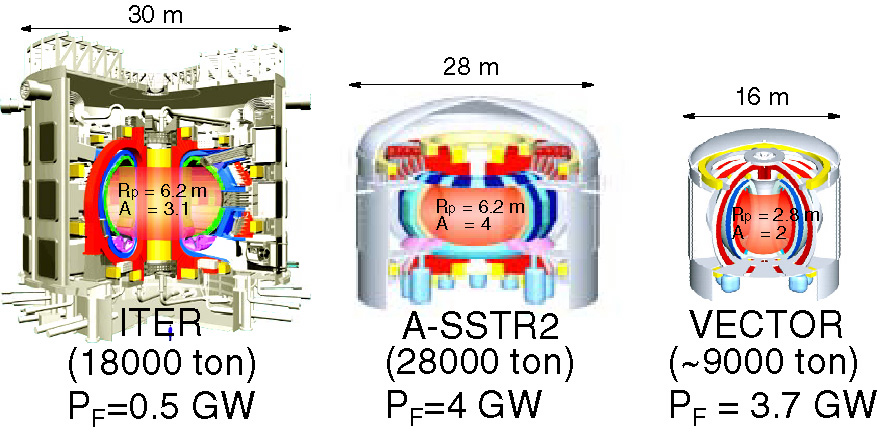 30 m
28 m
16 m
Rp = 6.2 m
A = 3.1
Rp = 6.2 m
A = 4
Rp = 2.8 m
A = 2
ITER
(18000 ton)
PF=0.5 GW
A-SSTR2
(28000 ton)
PF=4 GW
VECTOR
(~9000 ton)
PF = 3.7 GW